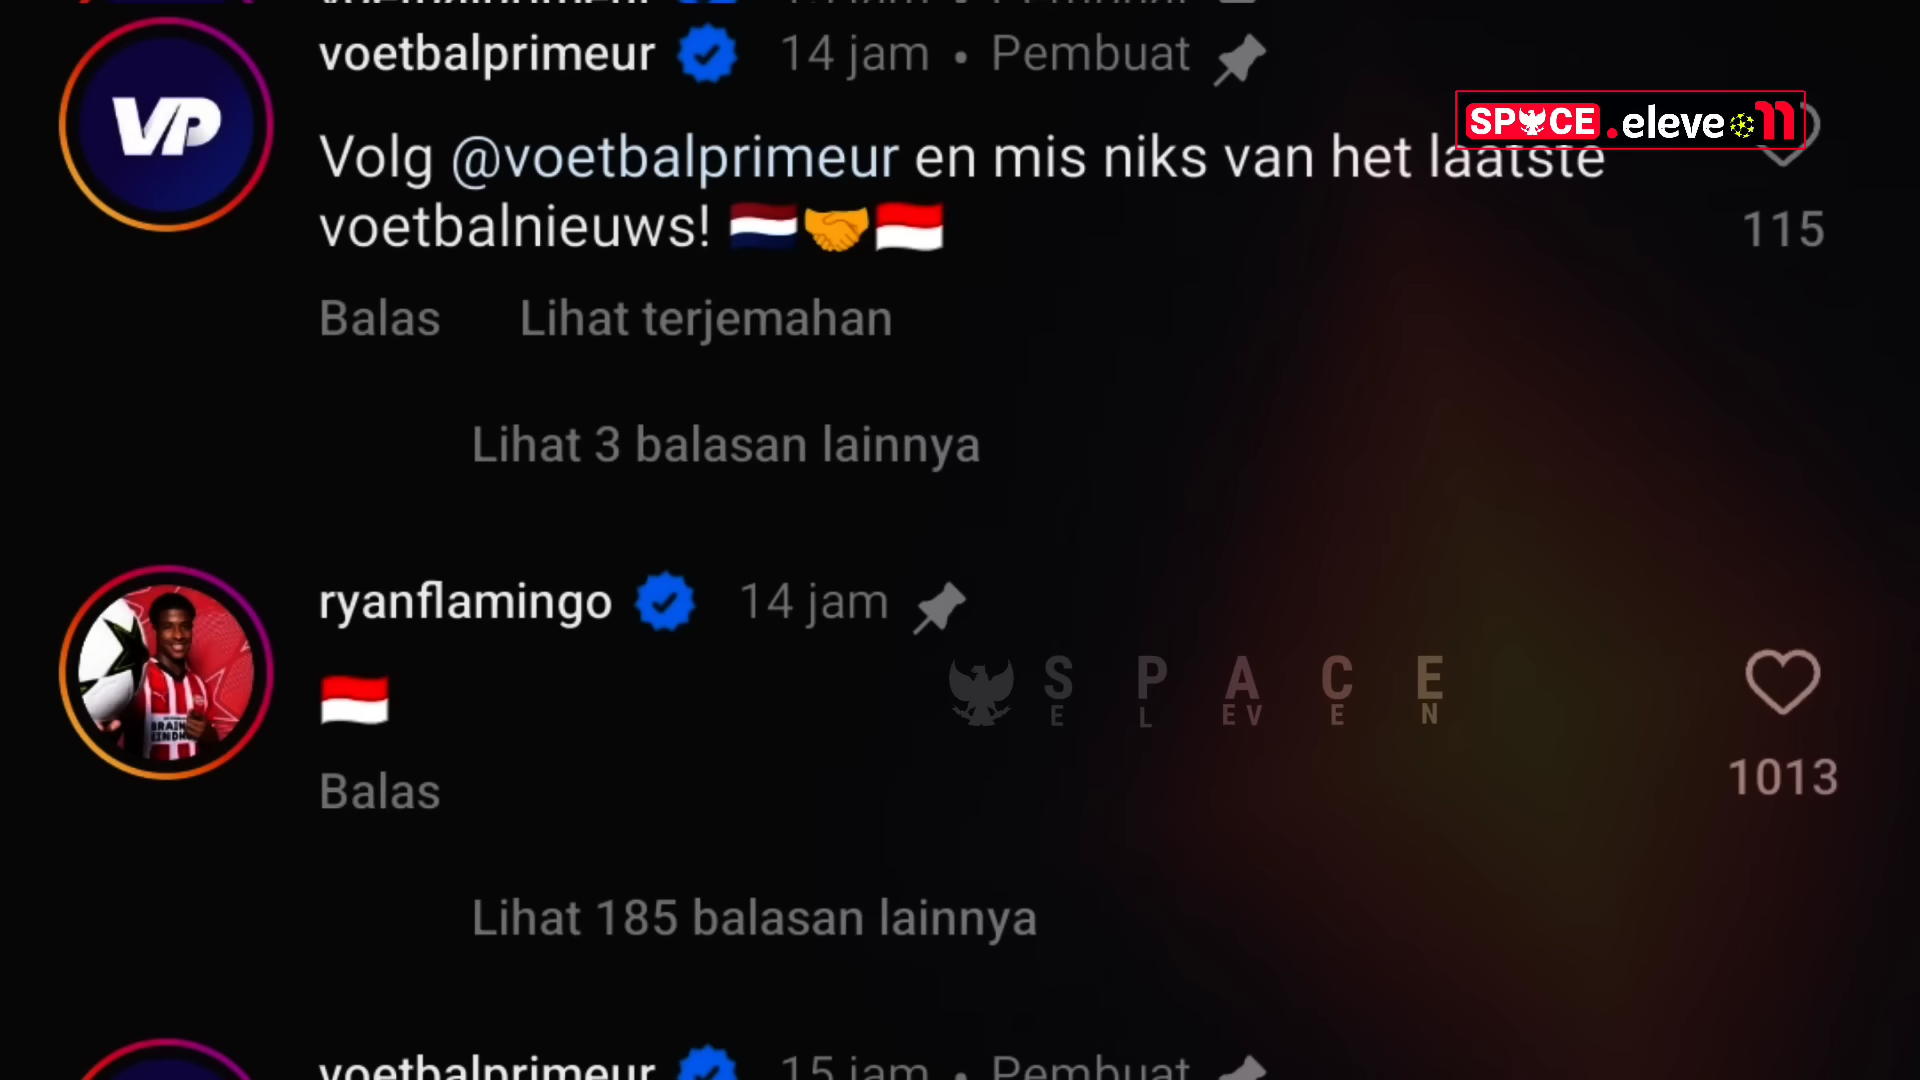 voetbalprimeur 14 jam • Pembuat
SPACE.eleven11
Volg @voetbalprimeur en mis niks van het laatste
voetbalnieuws! 🇳🇱🤝🇮🇩
115
Balas Lihat terjemahan
Lihat 3 balasan lainnya
ryanflamingo 14 jam
🇮🇩
SPACE
ELEVEN
1013
Balas
Lihat 185 balasan lainnya
voetbalprimeur 15 jam • Pembuat